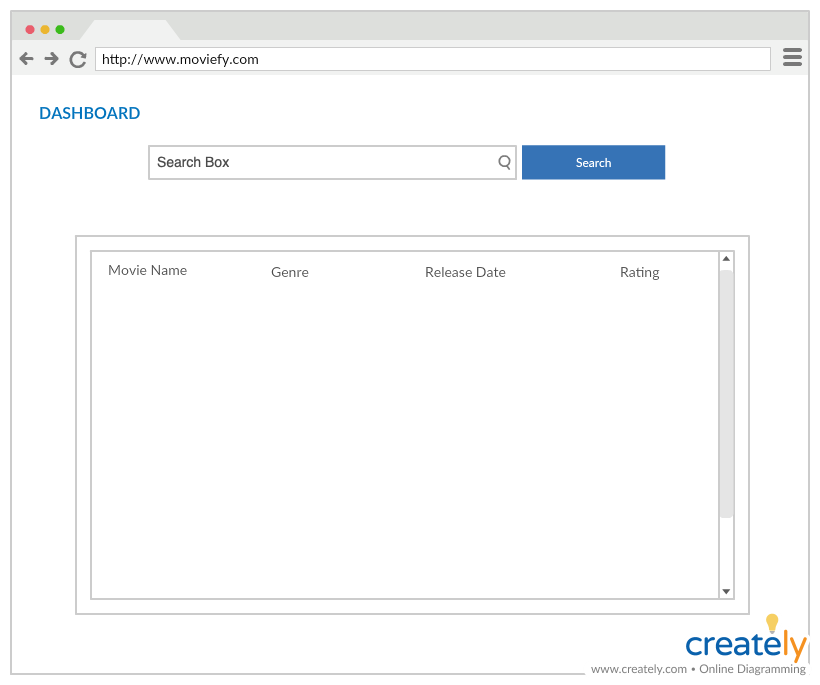 http://www.moviefy.com
DASHBOARD
Search Box
Search
Movie Name Genre Release Date Rating
creately
www.creately.com • Online Diagramming